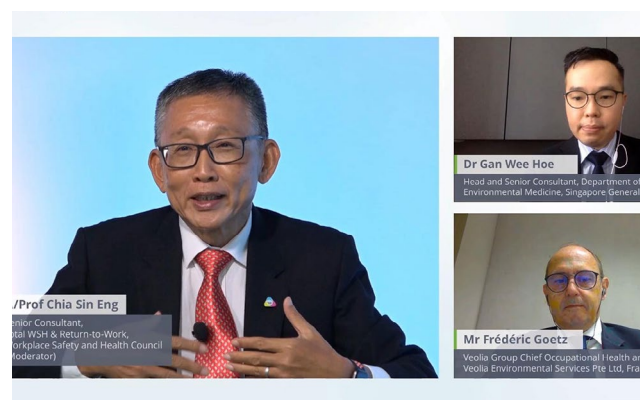 /Prof Chia Sin Eng
enior Consultant,
otal WSH & Return-to-Work,
orkplace Safety and Health Council
Moderator)
Dr Gan Wee Hoe
Head and Senior Consultant, Department of
Environmental Medicine, Singapore General
Mr Frédéric Goetz
Veolia Group Chief Occupational Health an
Veolia Environmental Services Pte Ltd, Fra